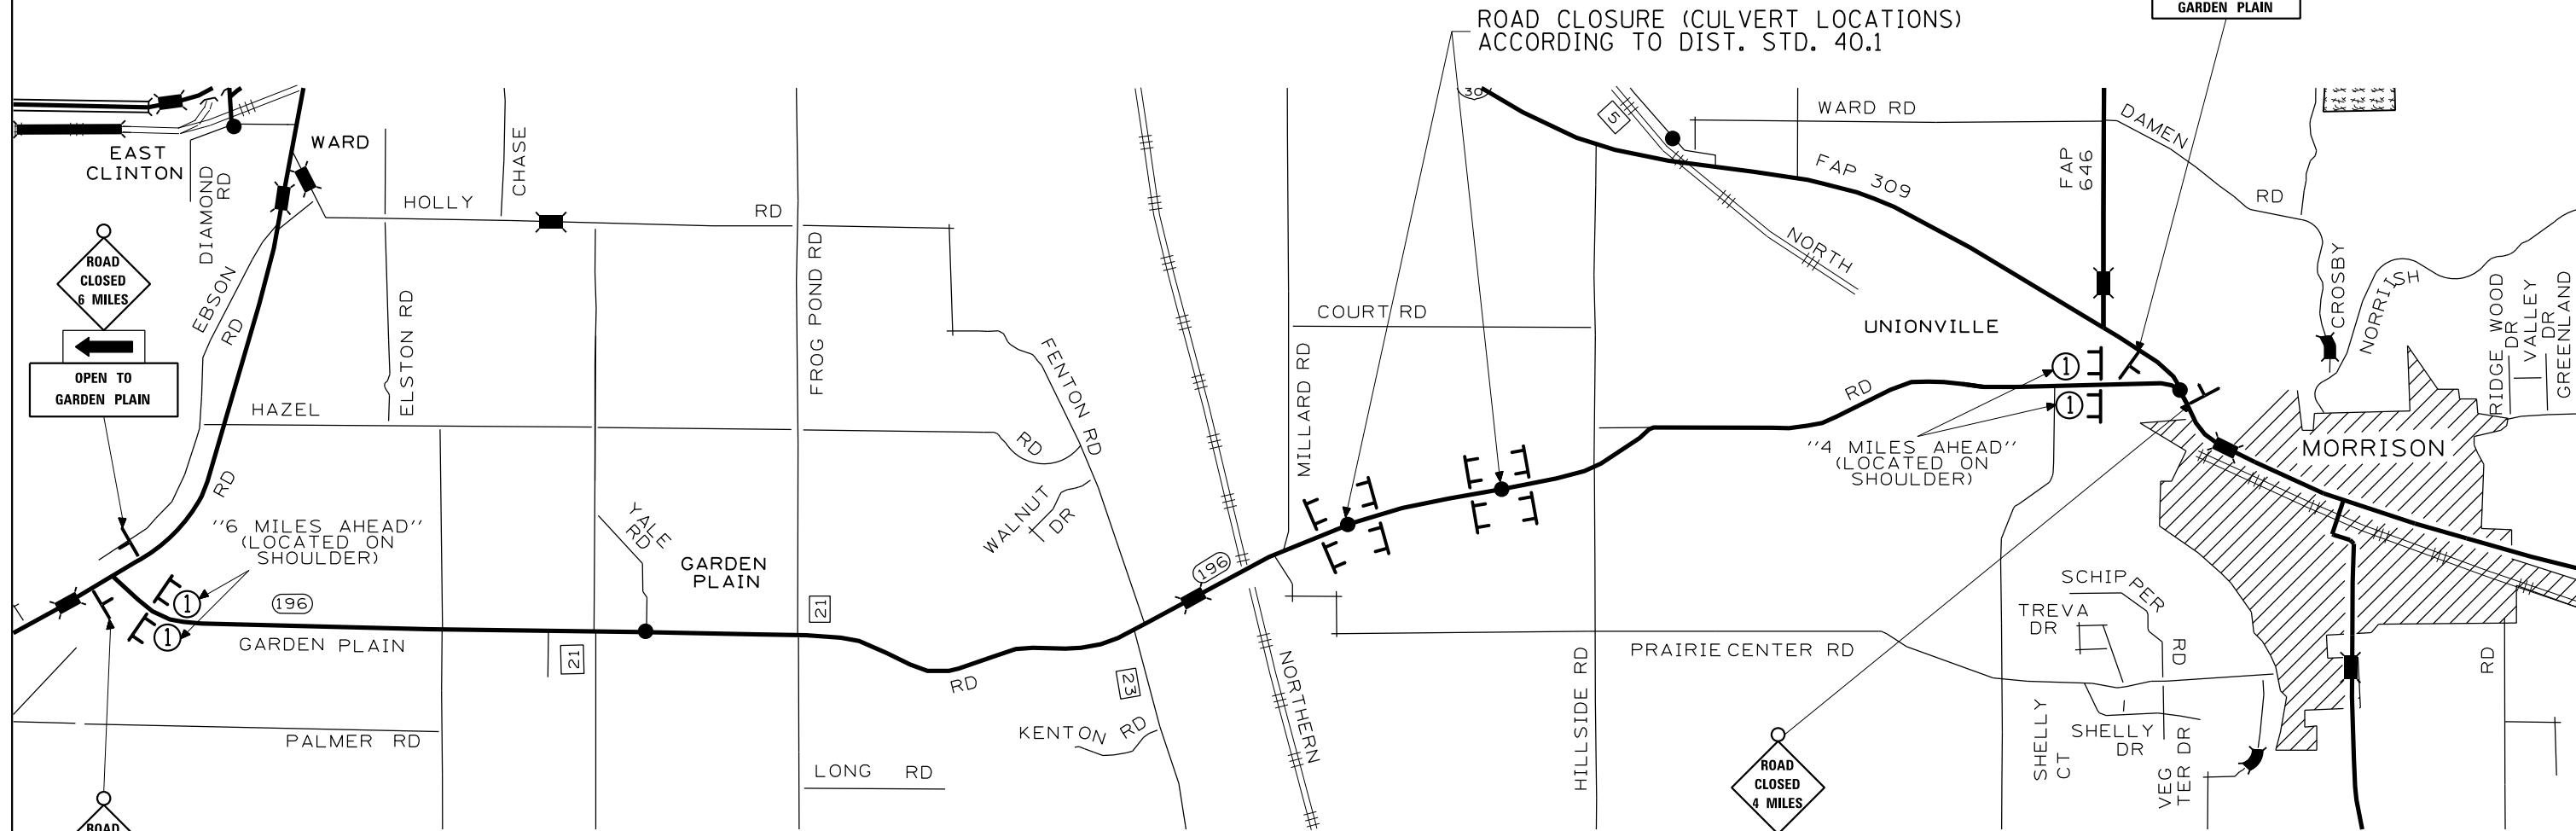 GARDEN PLAIN
ROAD CLOSURE (CULVERT LOCATIONS)
ACCORDING TO DIST. STD. 40.1
30
5
WARD RD
DAMEN
RD
EAST
CLINTON
WARD
DIAMOND
RD
HOLLY
RD
CHASE
FAP 309
FAP
646
NORTH
ROAD
CLOSED
6 MILES
OPEN TO
GARDEN PLAIN
EBSON
RD
ELSTON RD
FROG POND RD
FENTON RD
MILLARD RD
COURT RD
UNIONVILLE
CROSBY
NORRISH
RIDGE WOOD
DR
VALLEY
DR
GREENLAND
HAZEL
RD
RD
RD
1
1
"4 MILES AHEAD"
(LOCATED ON
SHOULDER)
MORRISON
WALNUT
DR
YALE
RD
"6 MILES AHEAD"
(LOCATED ON
SHOULDER)
GARDEN
PLAIN
196
1
1
196
21
21
GARDEN PLAIN
RD
23
NORTHERN
HILLSIDE RD
PRAIRIE CENTER RD
SCHIPPER
RD
TREVA
DR
SHELLY
CT
SHELLY
DR
VEG
TER DR
RD
PALMER RD
KENTON RD
LONG RD
ROAD
CLOSED
4 MILES
ROAD